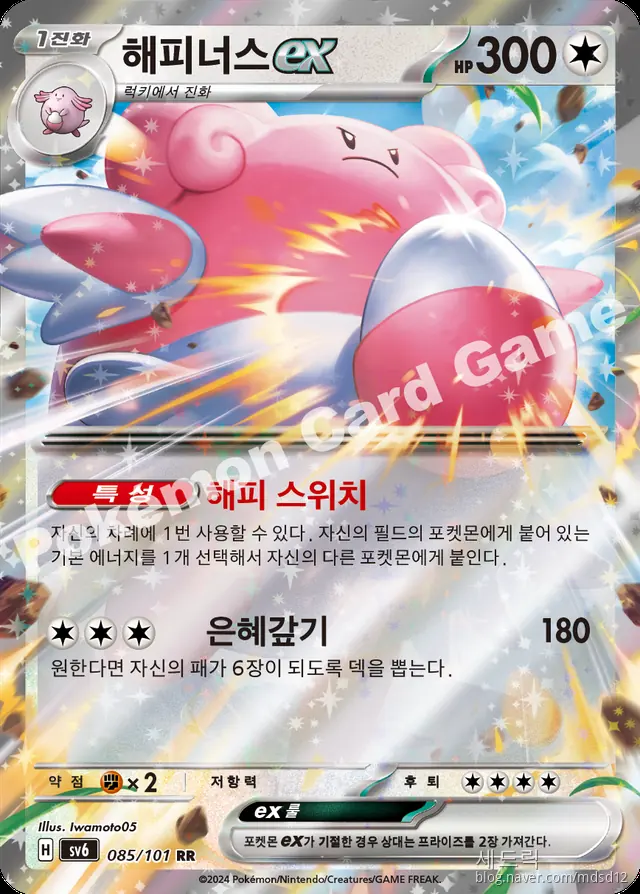 1진화
해피너스 ex
HP 300
럭키에서 진화
Pokémon Card Game
특성 해피 스위치
자신의 차례에 1번 사용할 수 있다. 자신의 필드의 포켓몬에게 붙어 있는
기본 에너지를 1개 선택해서 자신의 다른 포켓몬에게 붙인다.
은혜갚기 180
원한다면 자신의 패가 6장이 되도록 덱을 뽑는다.
약점 ×2 저항력 후퇴
ex 룰
포켓몬 ex가 기절한 경우 상대는 프라이즈를 2장 가져간다.
Illus. Iwamoto05
H sv6 085/101 RR
©2024 Pokémon/Nintendo/Creatures/GAME FREAK.
세드릭
blog.naver.com/mdsd12